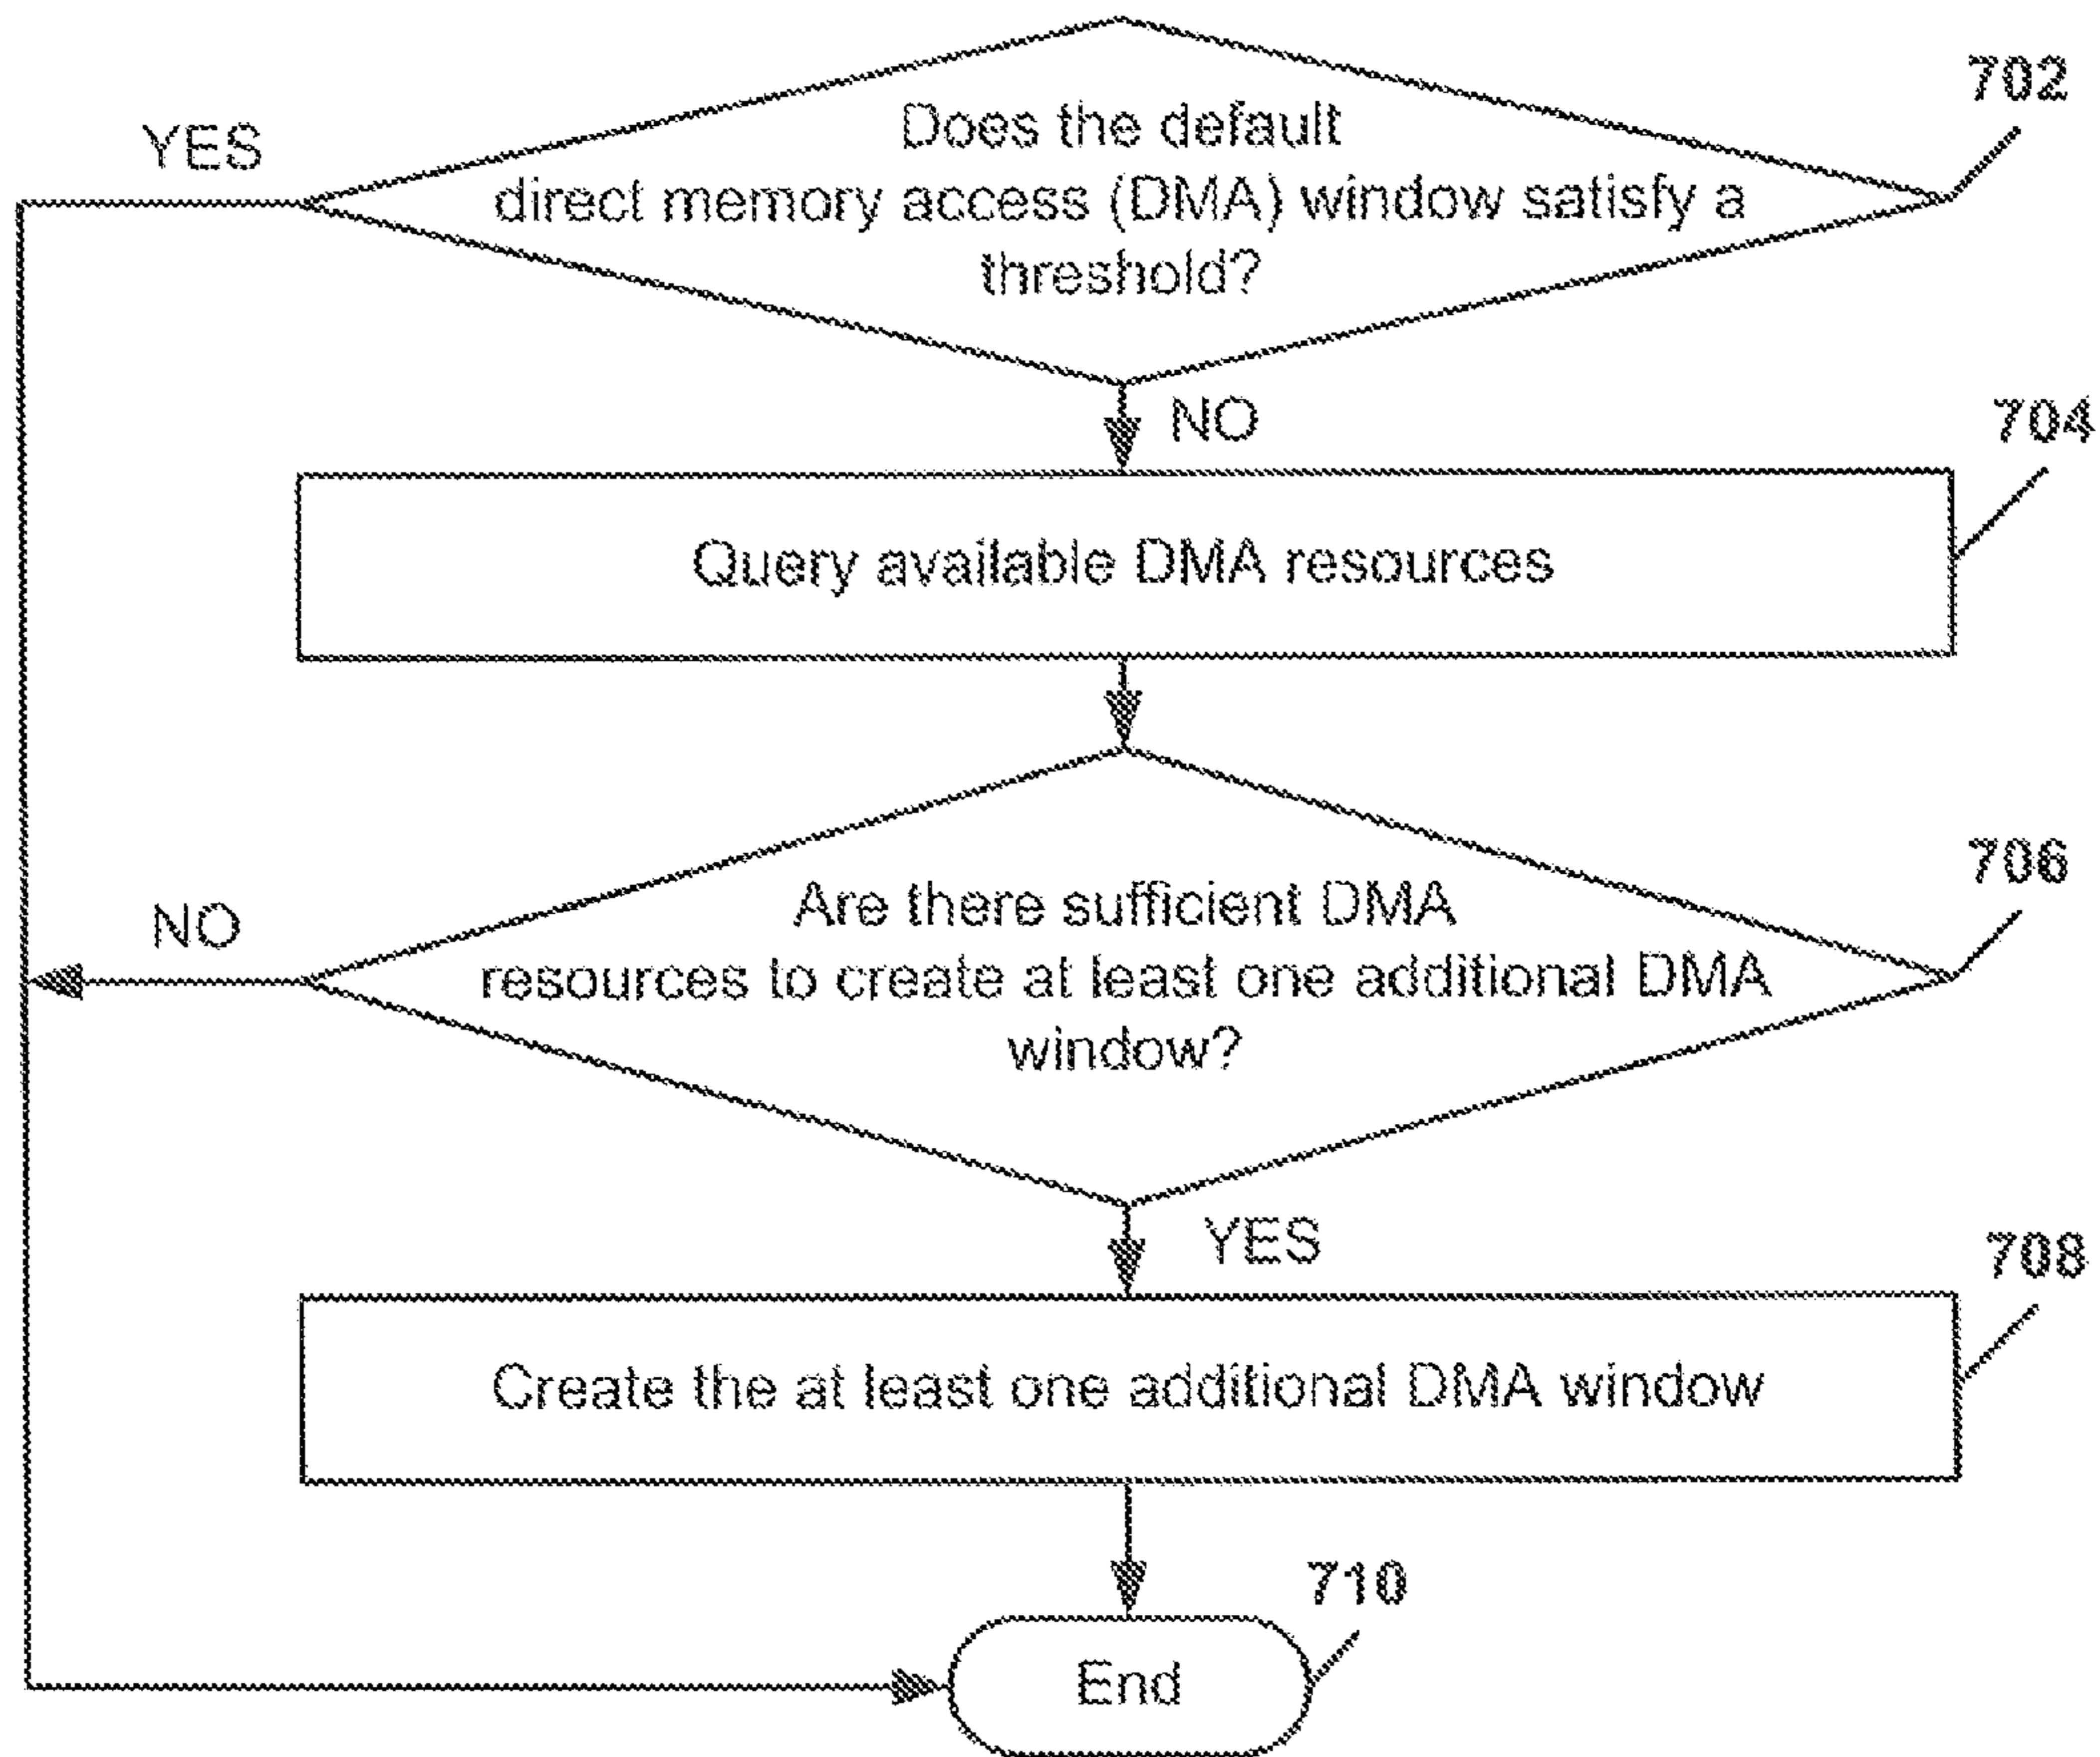 702
YES
Does the default
direct memory access (DMA) window satisfy a
threshold?
NO
704
Query available DMA resources
706
NO
Are there sufficient DMA
resources to create at least one additional DMA
window?
YES
708
Create the at least one additional DMA window
710
End